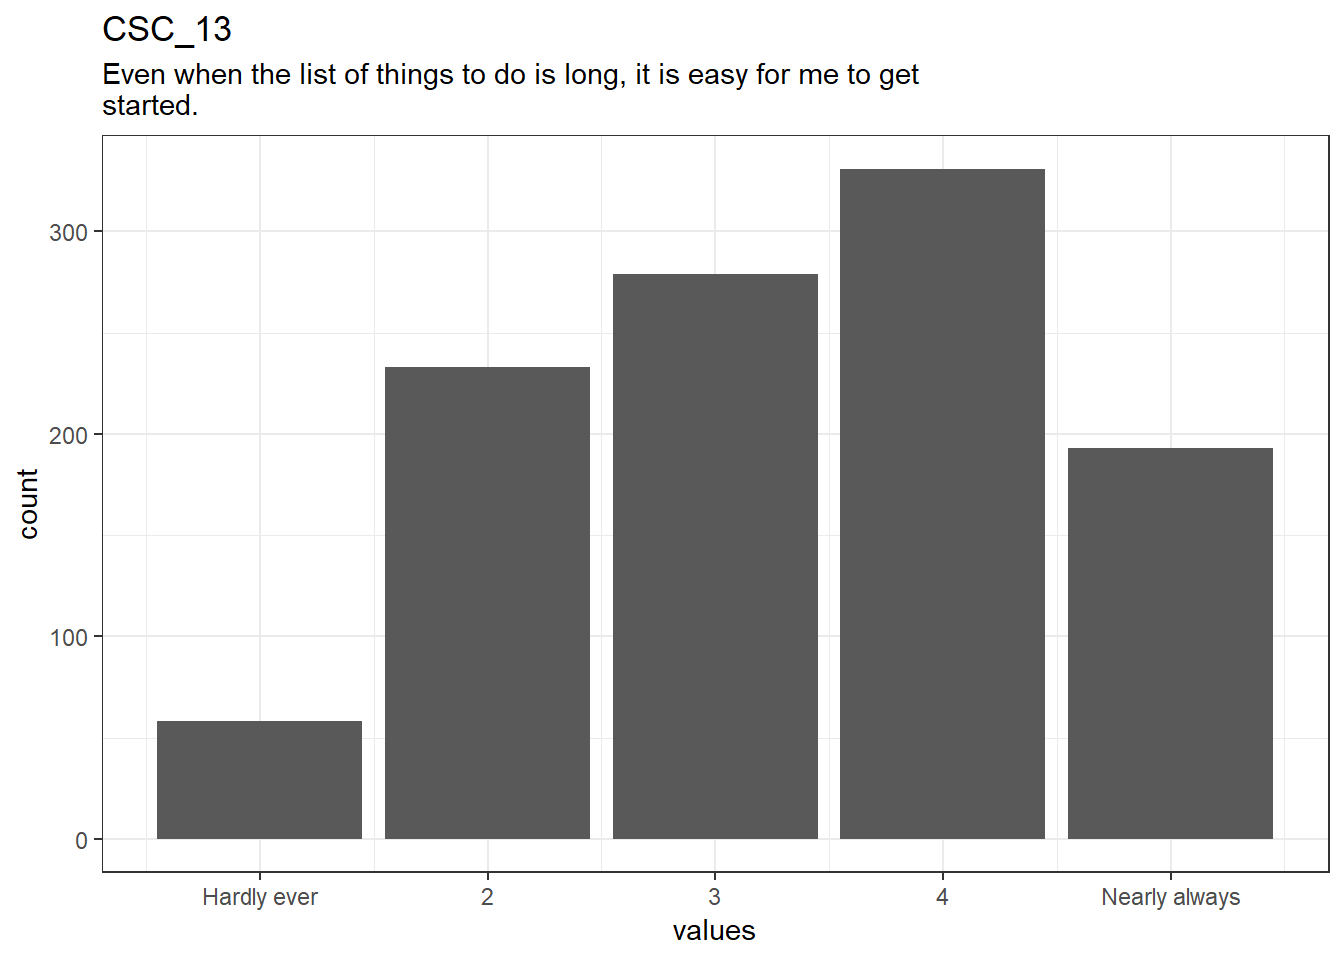 CSC_13
Even when the list of things to do is long, it is easy for me to get
started.
300
200
100
0
count
Hardly ever
2
3
4
Nearly always
values